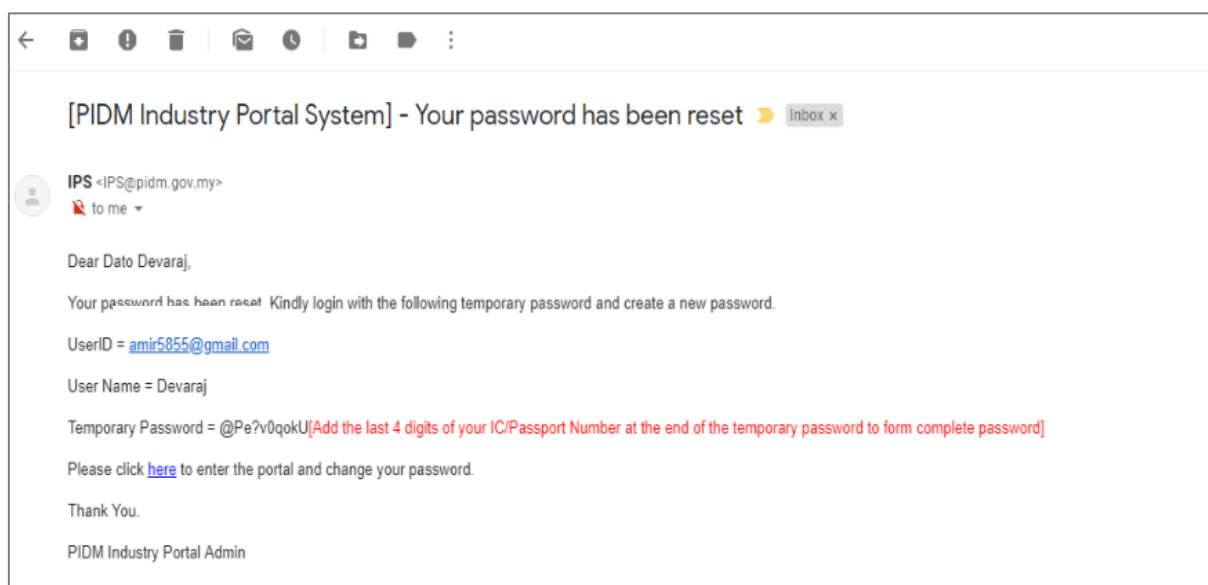 [PIDM Industry Portal System] - Your password has been reset Inbox x
IPS <IPS@pidm.gov.my>
to me
Dear Dato Devaraj,
Your password has been reset. Kindly login with the following temporary password and create a new password.
UserID = amir5855@gmail.com
User Name = Devaraj
Temporary Password = @Pe?v0qokU[Add the last 4 digits of your IC/Passport Number at the end of the temporary password to form complete password]
Please click here to enter the portal and change your password.
Thank You.
PIDM Industry Portal Admin